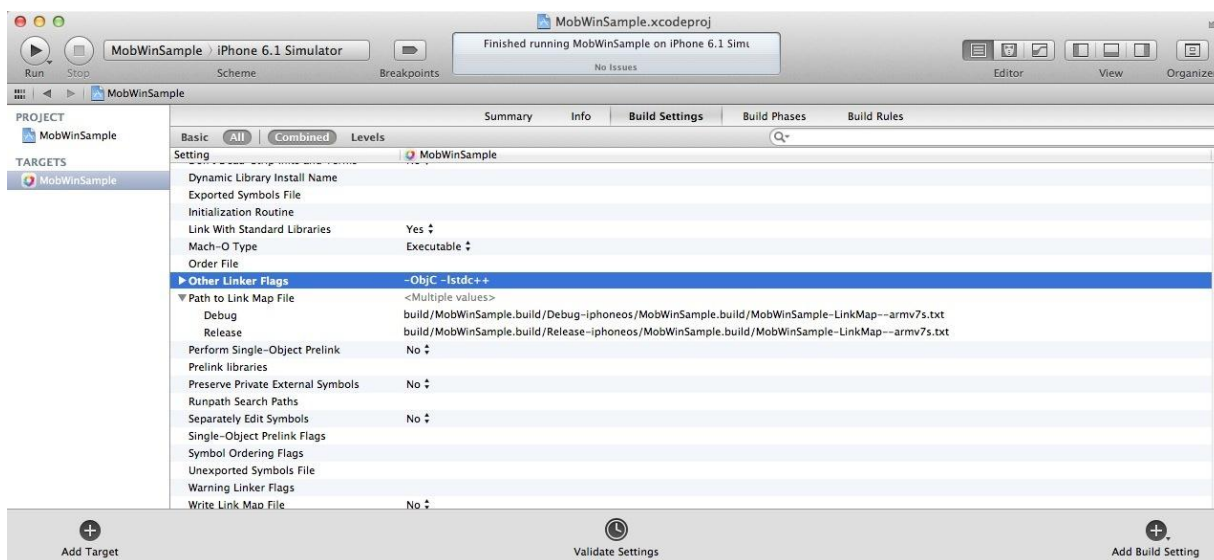 MobWinSample.xcodeproj
MobWinSample iPhone 6.1 Simulator
Finished running MobWinSample on iPhone 6.1 Simu
No Issues
Run Stop Scheme Breakpoints Editor View Organize
MobWinSample
PROJECT
MobWinSample
TARGETS
MobWinSample
Summary Info Build Settings Build Phases Build Rules
Basic All Combined Levels
Setting MobWinSample
Dynamic Library Install Name
Exported Symbols File
Initialization Routine
Link With Standard Libraries Yes
Mach-O Type Executable
Order File
Other Linker Flags -ObjC -lstdc++
Path to Link Map File <Multiple values>
Debug build/MobWinSample.build/Debug-iphoneos/MobWinSample.build/MobWinSample-LinkMap--armv7s.txt
Release build/MobWinSample.build/Release-iphoneos/MobWinSample.build/MobWinSample-LinkMap--armv7s.txt
Perform Single-Object Prelink No
Prelink libraries
Preserve Private External Symbols No
Runpath Search Paths
Separately Edit Symbols No
Single-Object Prelink Flags
Symbol Ordering Flags
Unexported Symbols File
Warning Linker Flags
Write Link Map File No
Add Target Validate Settings Add Build Setting